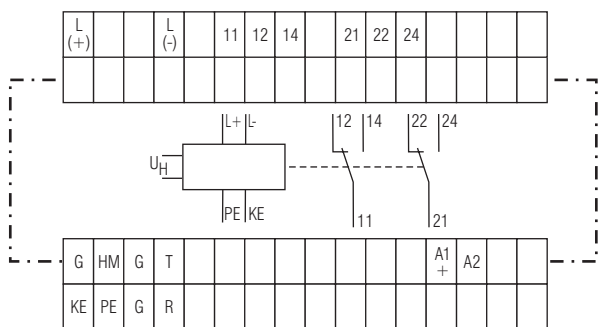 L (+) L (-) 11 12 14 21 22 24
L+ L- 12 14 22 24
UH
PE KE 11 21
G HM G T A1 + A2
KE PE G R